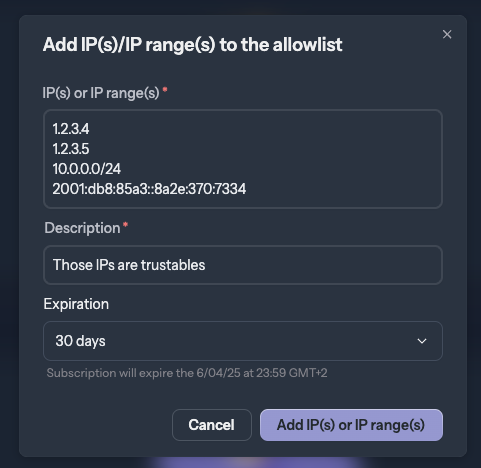 Add IP(s)/IP range(s) to the allowlist
IP(s) or IP range(s) *
1.2.3.4
1.2.3.5
10.0.0.0/24
2001:db8:85a3::8a2e:370:7334
Description *
Those IPs are trustables
Expiration
30 days
Subscription will expire the 6/04/25 at 23:59 GMT+2
Cancel
Add IP(s) or IP range(s)